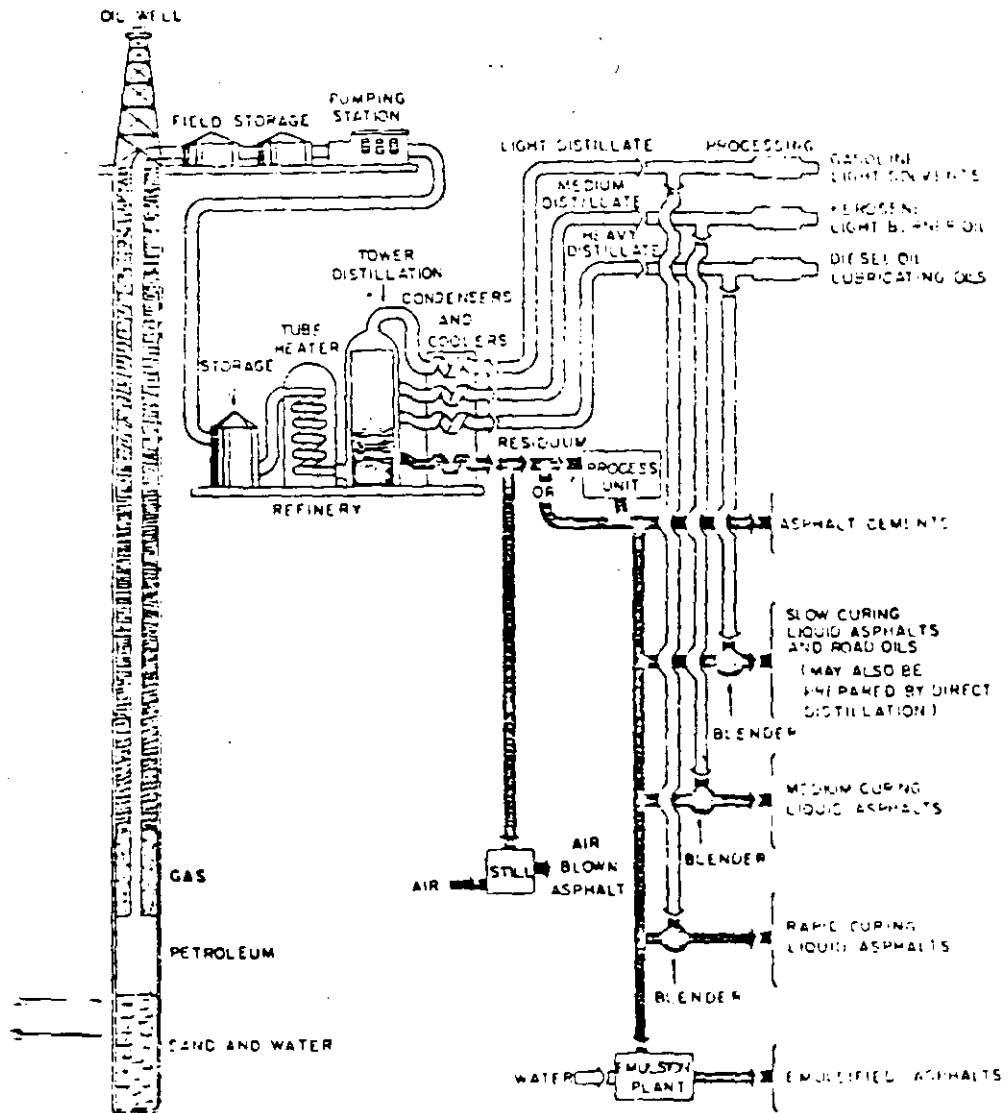 OIL WELL
FIELD STORAGE
PUMPING
STATION
LIGHT DISTILLATE
PROCESSING
GASOLINE
LIGHT SOLVENTS
MEDIUM
DISTILLATE
KEROSENE
LIGHT BURNER OIL
HEAVY
DISTILLATE
DIESEL OIL
LUBRICATING OILS
TOWER
DISTILLATION
CONDENSERS
AND
COOLERS
TUBE
HEATER
STORAGE
RESIDUUM
PROCESS
UNIT
OR
REFINERY
ASPHALT CEMENTS
SLOW CURING
LIQUID ASPHALTS
AND ROAD OILS
(MAY ALSO BE
PREPARED BY DIRECT
DISTILLATION)
BLENDER
MEDIUM CURING
LIQUID ASPHALTS
BLENDER
AIR
STILL
AIR
BLOWN
ASPHALT
GAS
RAPID CURING
LIQUID ASPHALTS
PETROLEUM
BLENDER
SAND AND WATER
WATER
EMULSION
PLANT
EMULSIFIED ASPHALTS